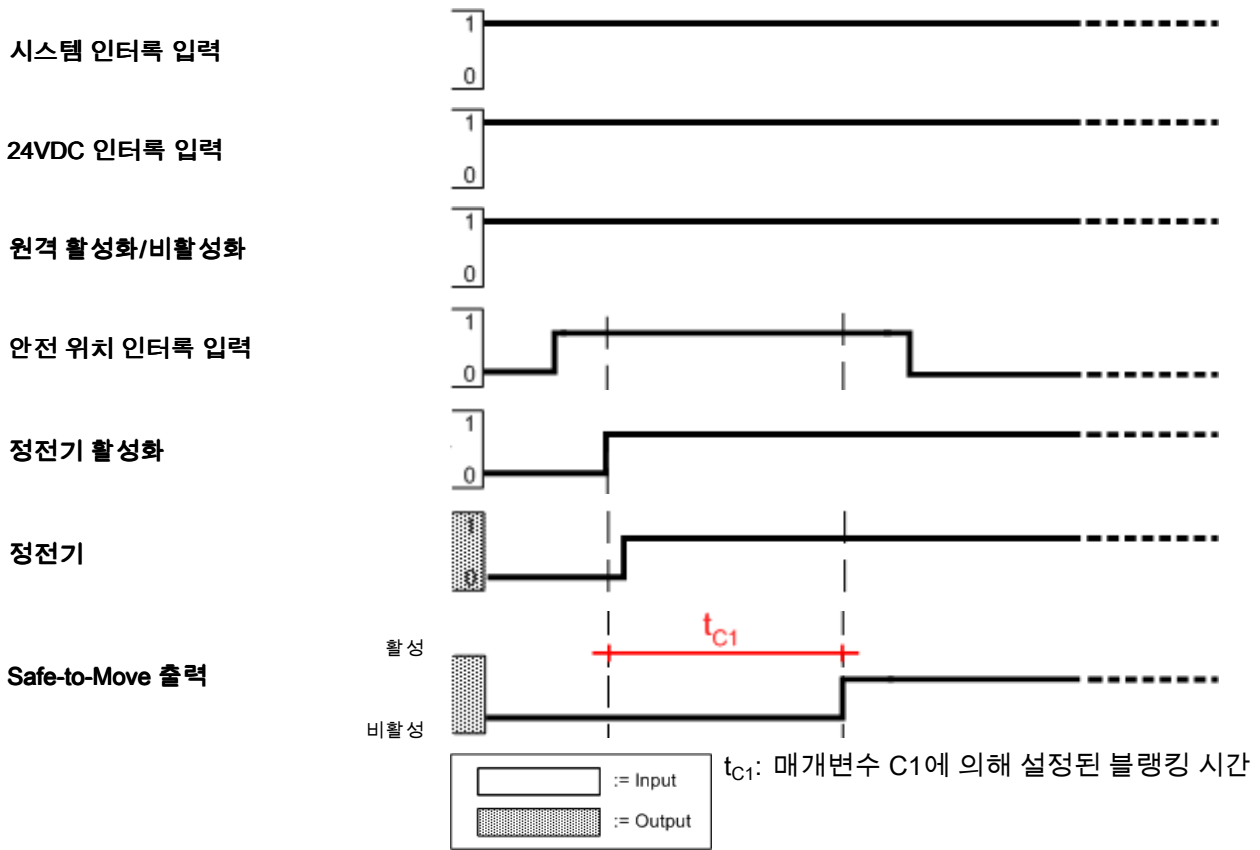 1
시스템 인터록 입력
0
1
24VDC 인터록 입력
0
1
원격 활성화/비활성화
0
1
안전 위치 인터록 입력
0
1
정전기 활성화
0
1
정전기
0
활성
tC1
Safe-to-Move 출력
비활성
tC1: 매개변수 C1에 의해 설정된 블랭킹 시간
:= Input
:= Output